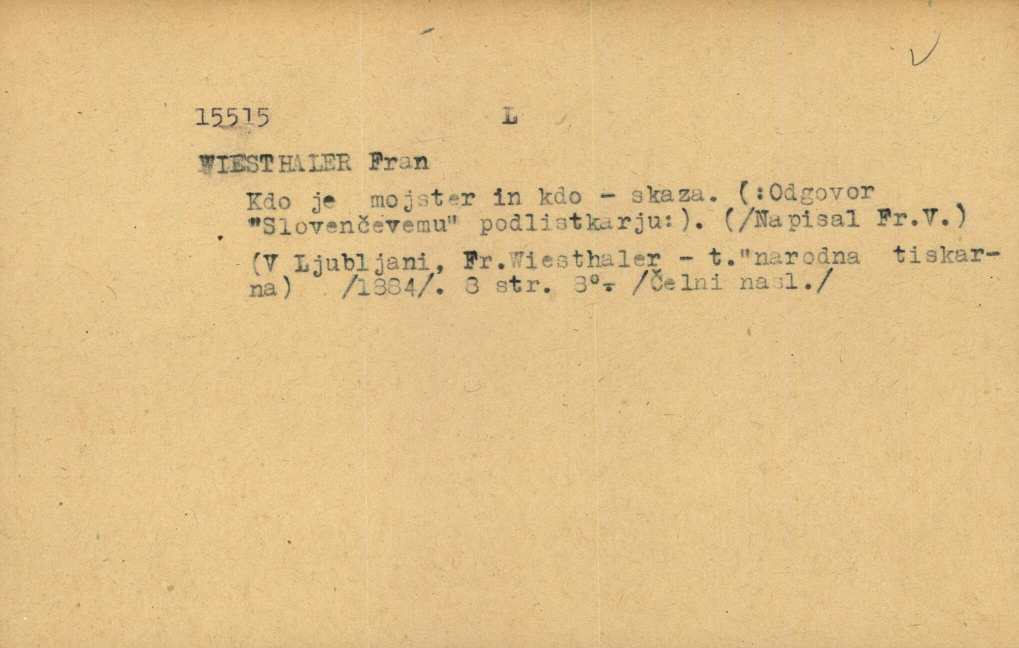 15515 L
WIESTHALER Fran
Kdo je mojster in kdo - skaza. (:Odgovor
"Slovenčevemu" podlistkarju:). (/Napisal Fr.V.)
(V Ljubljani, Fr.Wiesthaler - t."narodna tiskar-
na) /1884/. 8 str. 8°. /Čelni nasl./